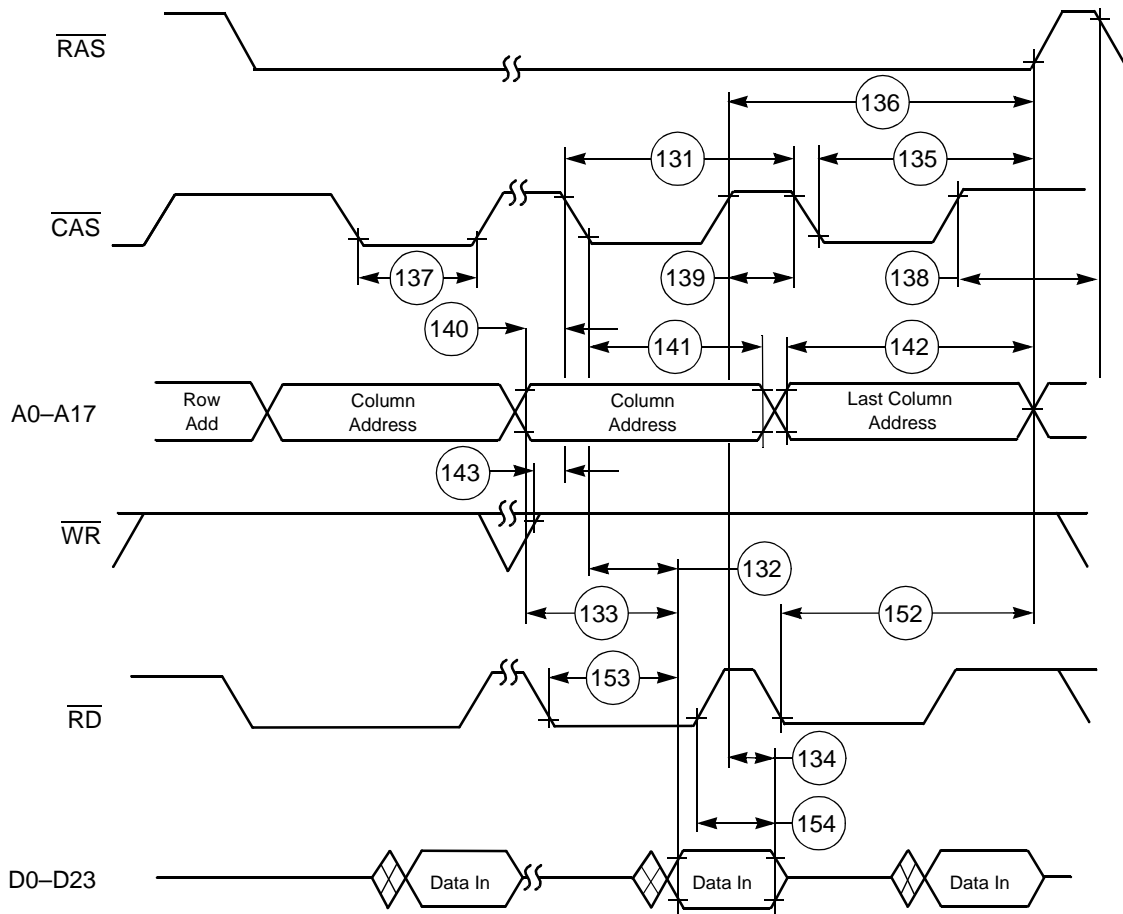 RAS
136
131
135
CAS
137
139
138
140
141
142
A0–A17
Row
Add
Column
Address
Column
Address
Last Column
Address
143
WR
132
133
152
153
RD
134
154
D0–D23
Data In
Data In
Data In